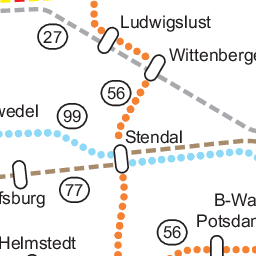 Ludwigslust
27
Wittenberge
56
wedel
99
Stendal
fsburg
77
B-Wa
Potsdam
56
Helmstedt